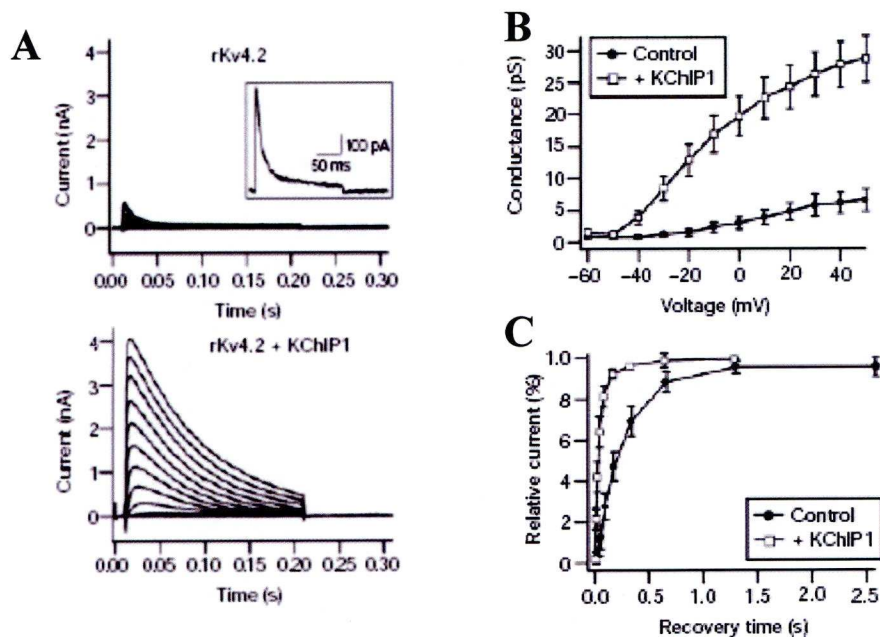 A
rKv4.2
Current (nA)
4
3
2
1
0
100 pA
50 ms
0.00 0.05 0.10 0.15 0.20 0.25 0.30
Time (s)
rKv4.2 + KChIP1
Current (nA)
4
3
2
1
0
0.00 0.05 0.10 0.15 0.20 0.25 0.30
Time (s)
B
Control
+ KChIP1
Conductance (pS)
30
25
20
15
10
5
0
−60 −40 −20 0 20 40
Voltage (mV)
C
Relative current (%)
1.0
8
6
4
2
0
Control
+ KChIP1
0.0 0.5 1.0 1.5 2.0 2.5
Recovery time (s)